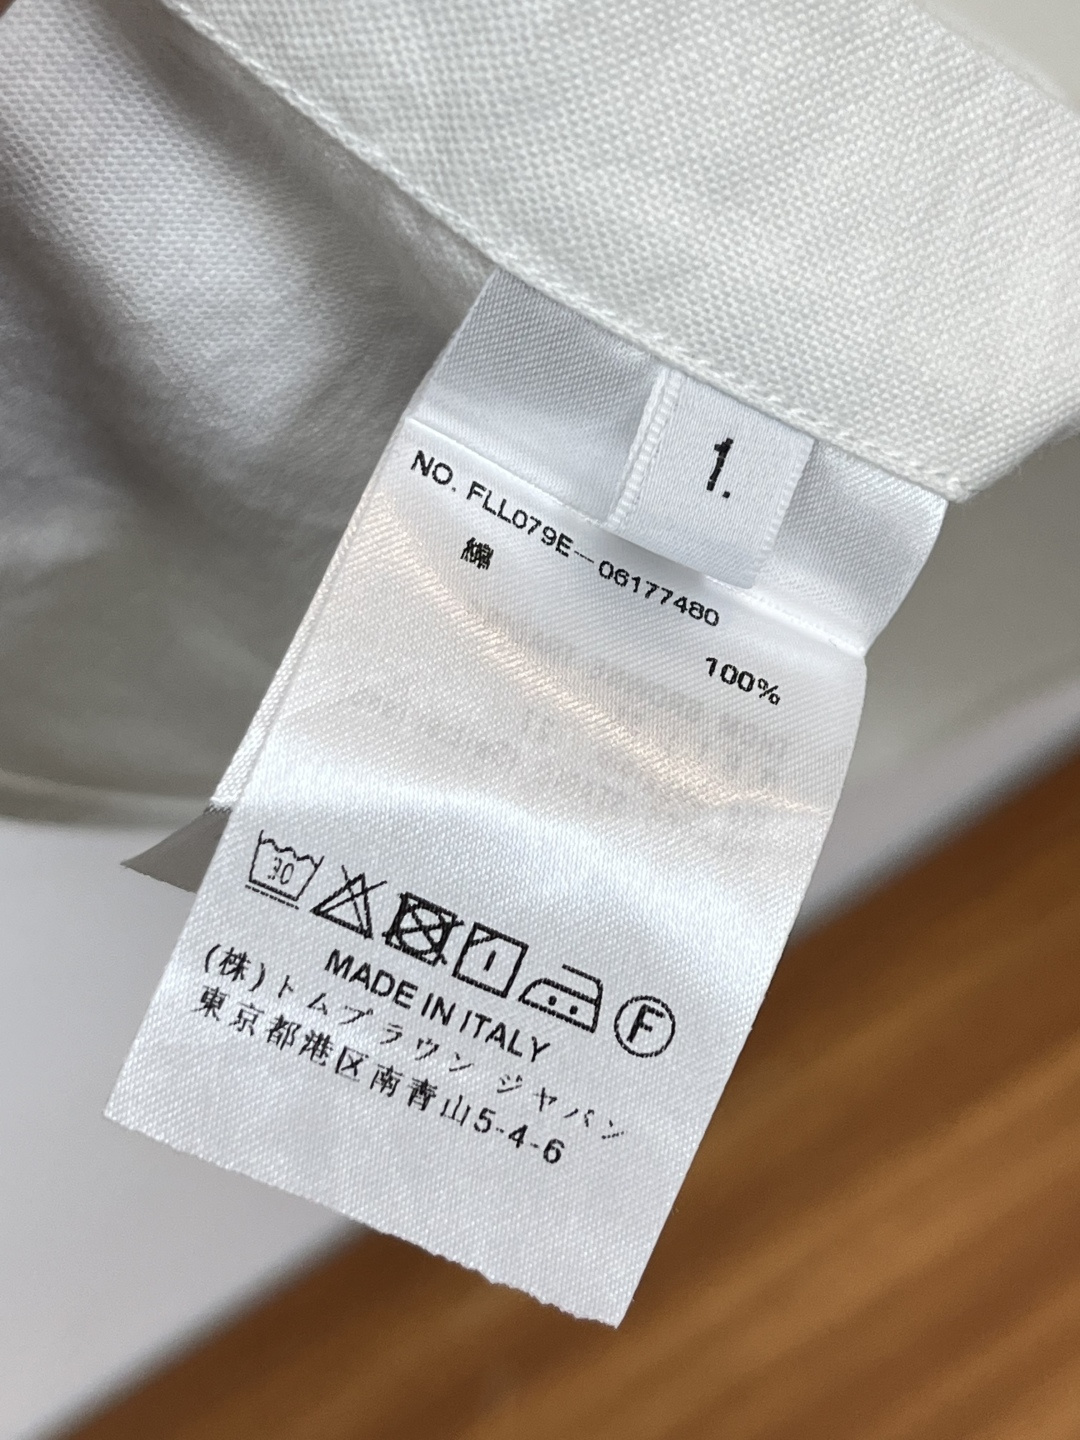 1.
NO. FLL079E-06177480
綿 100%
30
MADE IN ITALY
(株)トムブラウン ジャパン
東京都港区南青山5-4-6
F